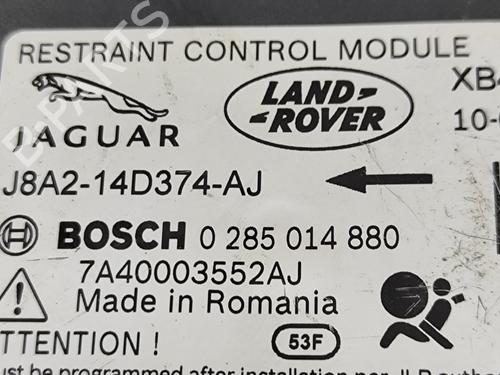 RESTRAINT CONTROL MODULE
JAGUAR
LAND-
ROVER
J8A2-14D374-AJ
BOSCH 0 285 014 880
7A40003552AJ
Made in Romania
TTENTION !
53F
B-PARTS